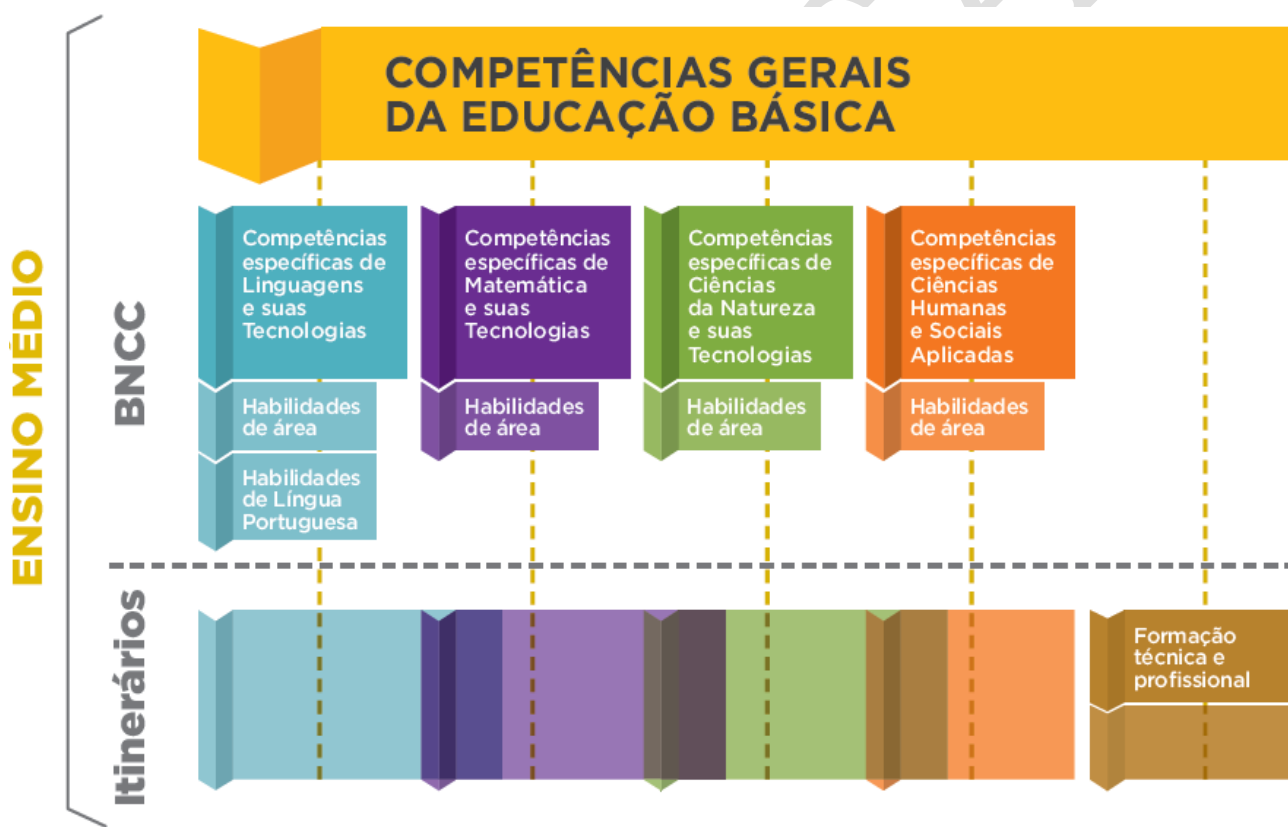 COMPETÊNCIAS GERAIS
DA EDUCAÇÃO BÁSICA
ENSINO MÉDIO
BNCC
Competências
específicas de
Linguagens
e suas
Tecnologias
Habilidades
de área
Habilidades
de Língua
Portuguesa
Competências
específicas de
Matemática
e suas
Tecnologias
Habilidades
de área
Competências
específicas de
Ciências
da Natureza
e suas
Tecnologias
Habilidades
de área
Competências
específicas de
Ciências
Humanas
e Sociais
Aplicadas
Habilidades
de área
Itinerários
Formação
técnica e
profissional